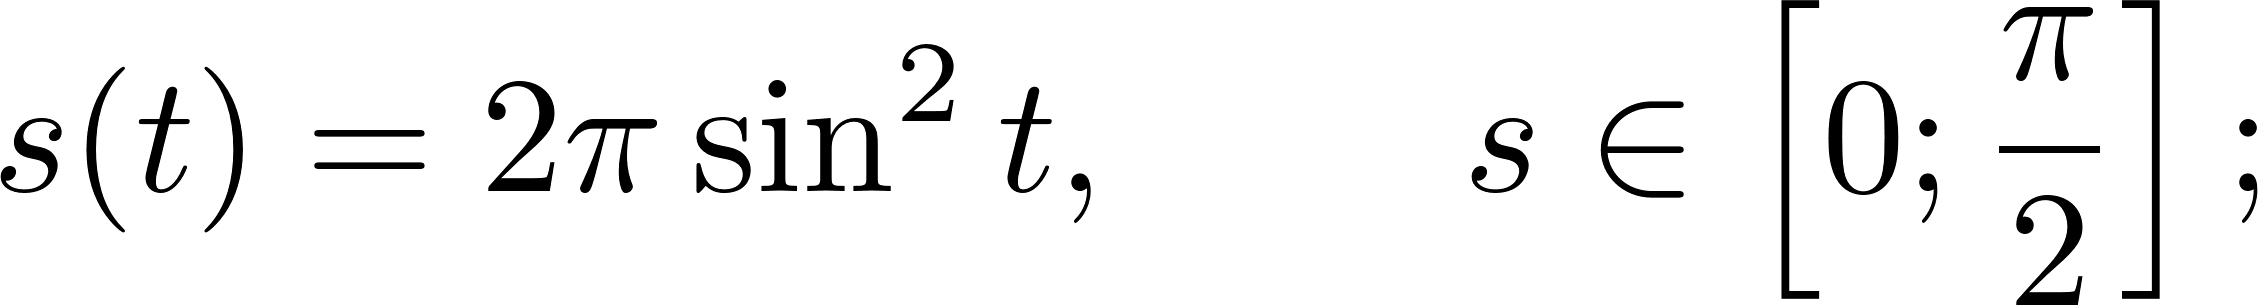 s(t) = 2π sin² t, s ∈ [0; π/2];